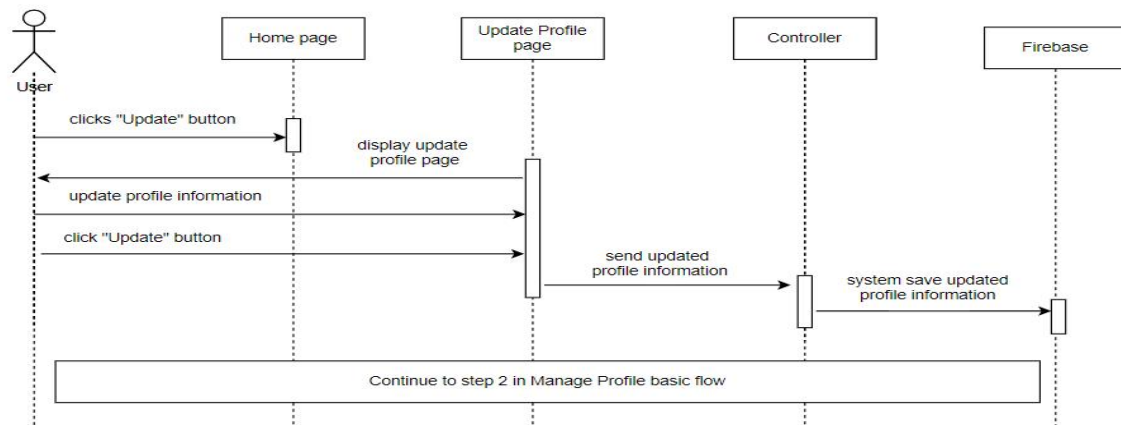 Home page
Update Profile
page
Controller
Firebase
User
clicks "Update" button
display update
profile page
update profile information
click "Update" button
send updated
profile information
system save updated
profile information
Continue to step 2 in Manage Profile basic flow